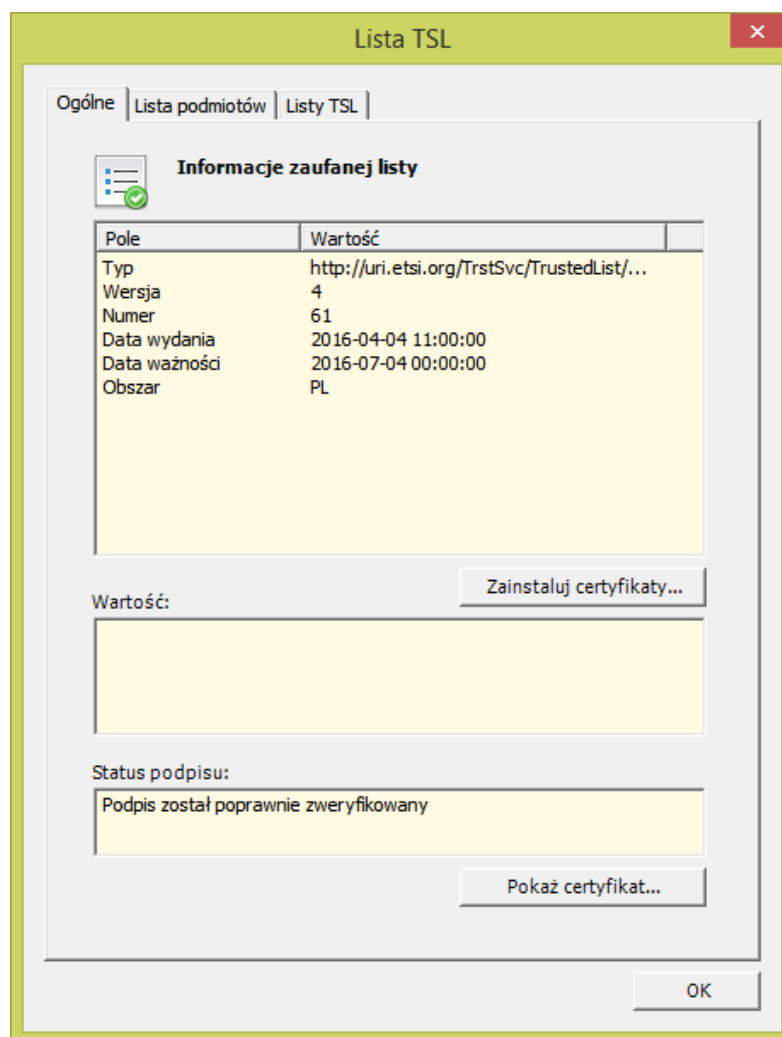 Lista TSL
Ogólne Lista podmiotów Listy TSL
Informacje zaufanej listy
Pole Wartość
Typ http://uri.etsi.org/TrstSvc/TrustedList/...
Wersja 4
Numer 61
Data wydania 2016-04-04 11:00:00
Data ważności 2016-07-04 00:00:00
Obszar PL
Zainstaluj certyfikaty...
Wartość:
Status podpisu:
Podpis został poprawnie zweryfikowany
Pokaż certyfikat...
OK